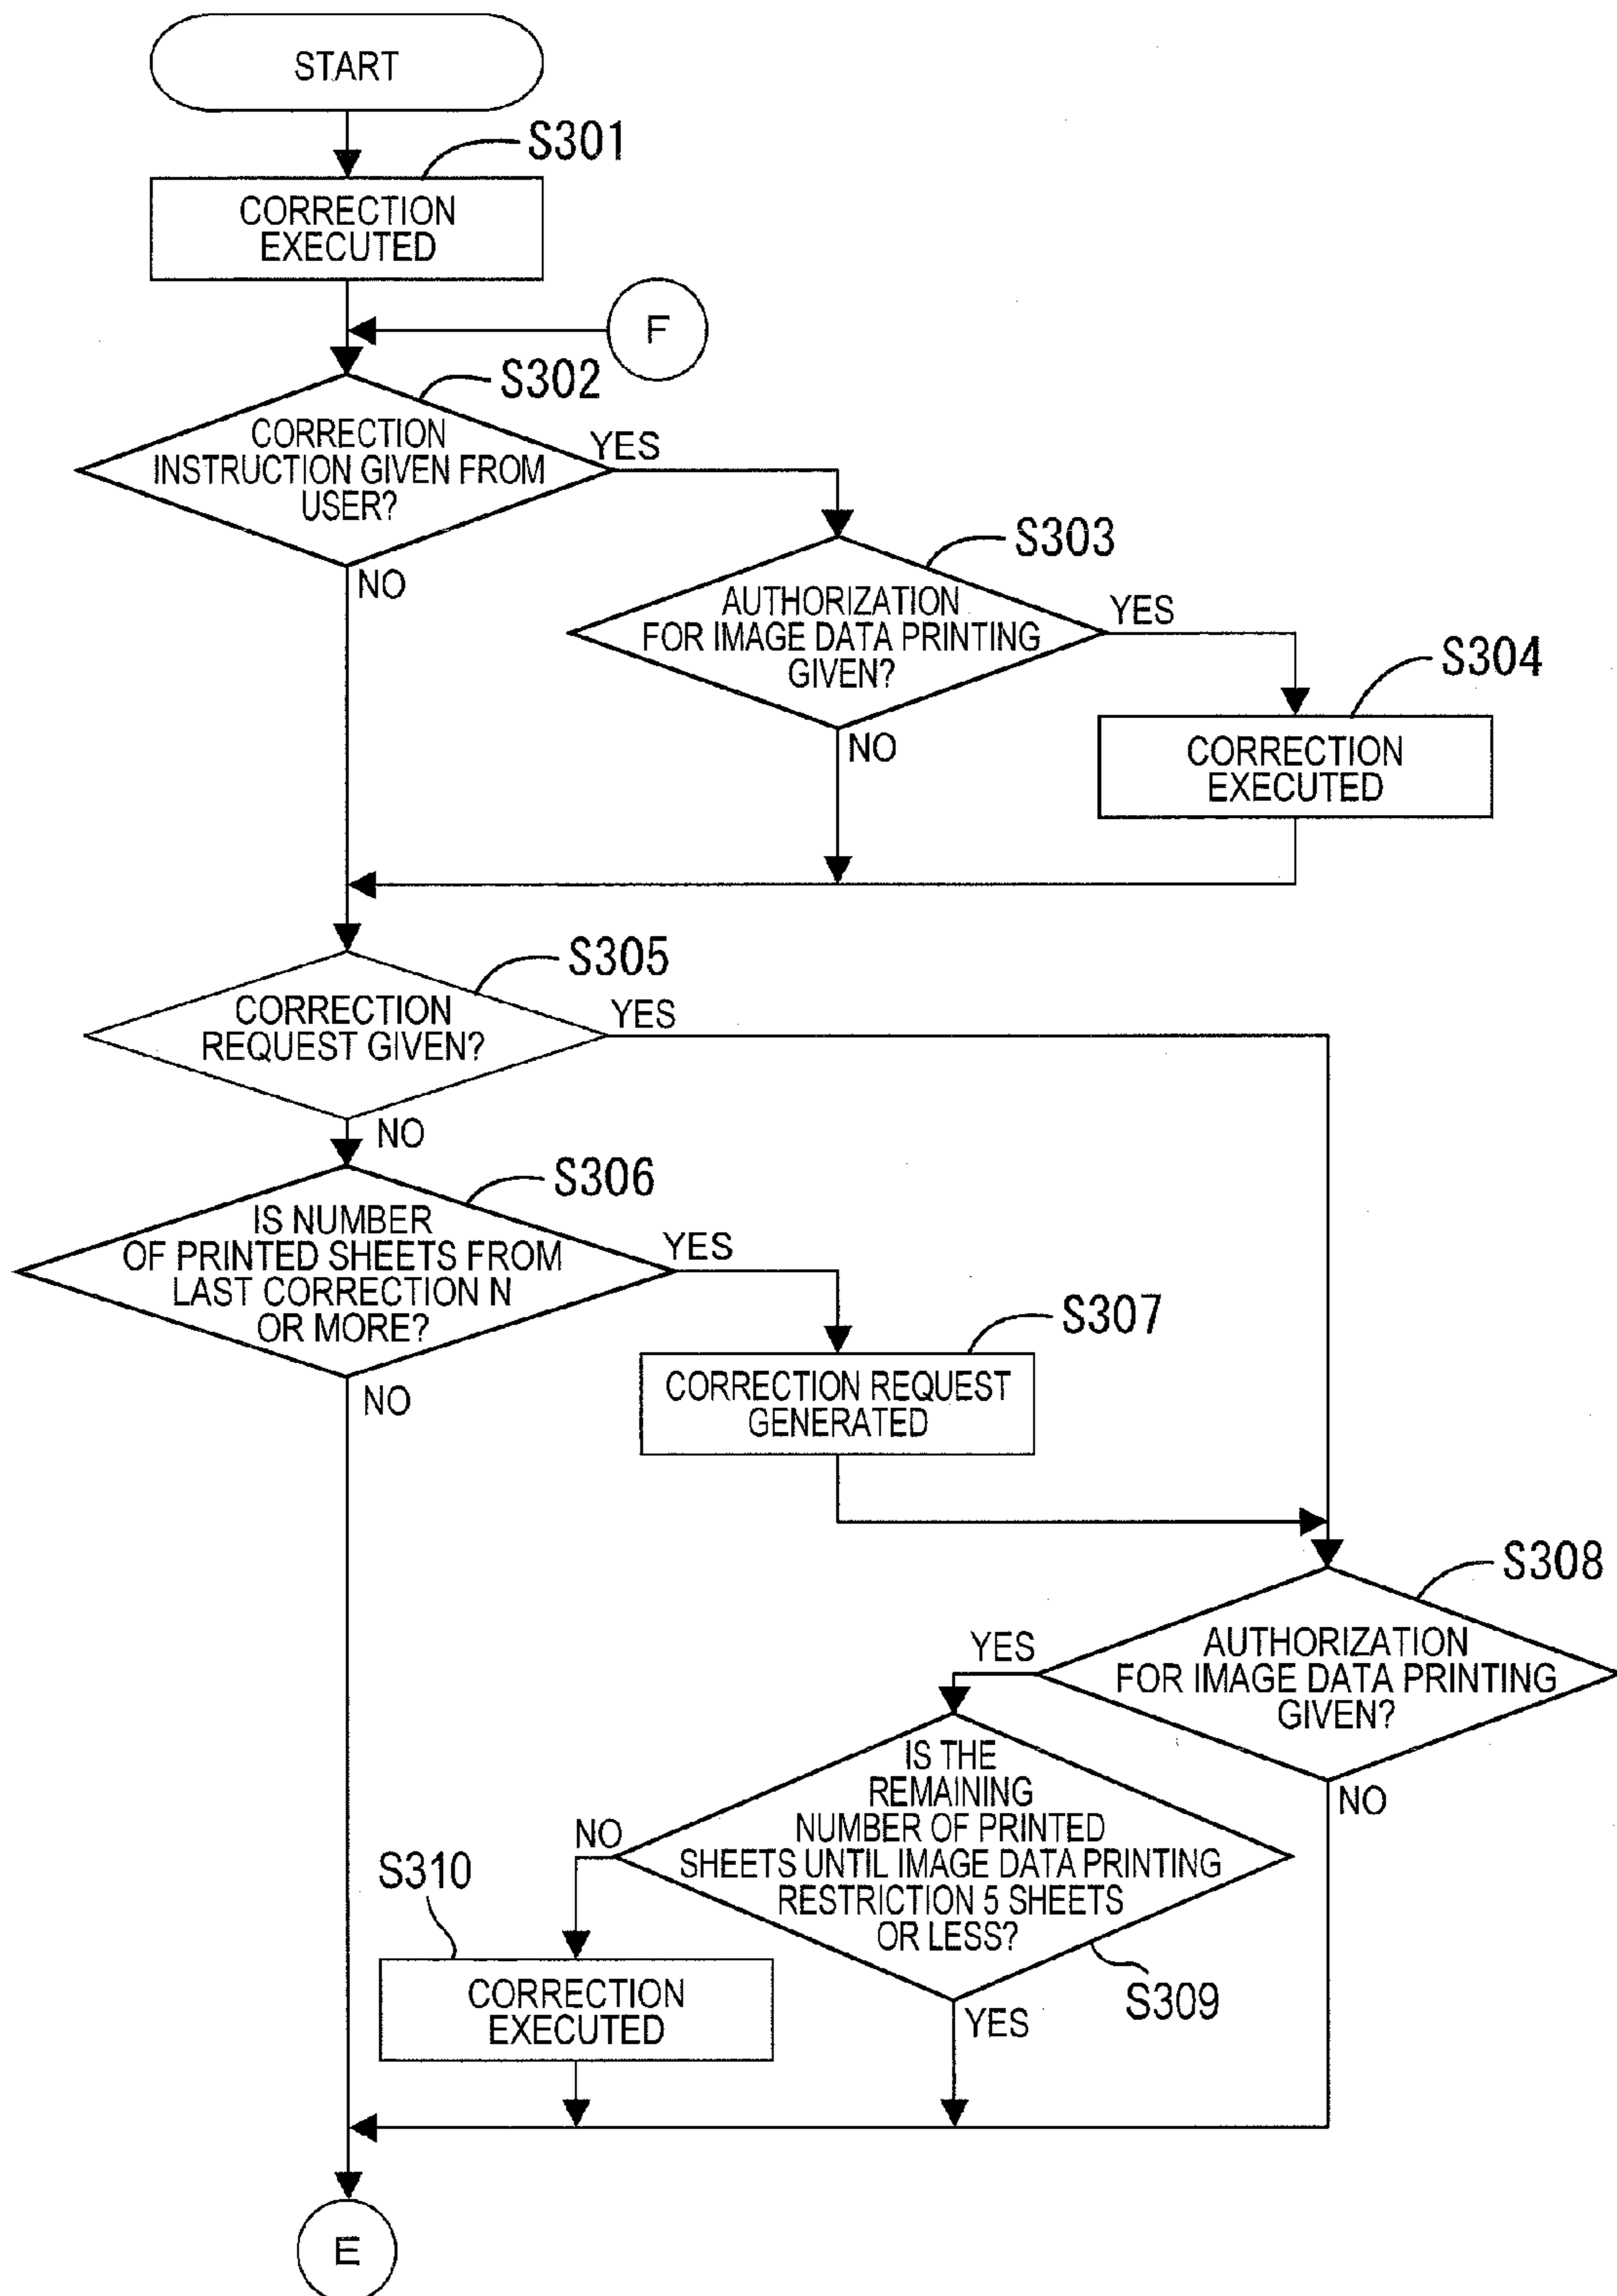 START
S301
CORRECTION
EXECUTED
F
S302
CORRECTION
INSTRUCTION GIVEN FROM
USER?
YES
NO
S303
AUTHORIZATION
FOR IMAGE DATA PRINTING
GIVEN?
YES
NO
S304
CORRECTION
EXECUTED
S305
CORRECTION
REQUEST GIVEN?
YES
NO
S306
IS NUMBER
OF PRINTED SHEETS FROM
LAST CORRECTION N
OR MORE?
YES
NO
S307
CORRECTION REQUEST
GENERATED
S308
AUTHORIZATION
FOR IMAGE DATA PRINTING
GIVEN?
YES
NO
IS THE
REMAINING
NUMBER OF PRINTED
SHEETS UNTIL IMAGE DATA PRINTING
RESTRICTION 5 SHEETS
OR LESS?
NO
S309
YES
S310
CORRECTION
EXECUTED
E